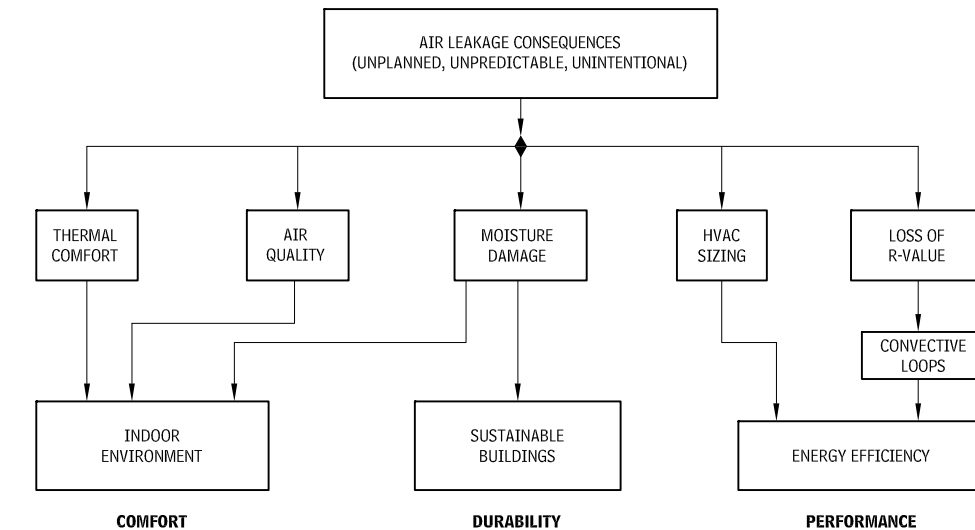 AIR LEAKAGE CONSEQUENCES
(UNPLANNED, UNPREDICTABLE, UNINTENTIONAL)
THERMAL
COMFORT
AIR
QUALITY
MOISTURE
DAMAGE
HVAC
SIZING
LOSS OF
R-VALUE
CONVECTIVE
LOOPS
INDOOR
ENVIRONMENT
SUSTAINABLE
BUILDINGS
ENERGY EFFICIENCY
COMFORT
DURABILITY
PERFORMANCE